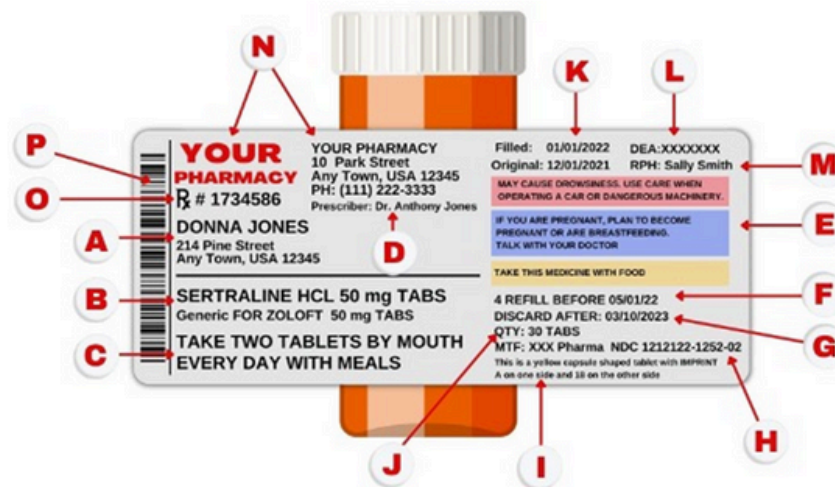 N
K
L
P
O
A
B
C
D
M
E
F
G
H
I
J
YOUR
PHARMACY
Rx # 1734586
DONNA JONES
214 Pine Street
Any Town, USA 12345
YOUR PHARMACY
10 Park Street
Any Town, USA 12345
PH: (111) 222-3333
Prescriber: Dr. Anthony Jones
SERTRALINE HCL 50 mg TABS
Generic FOR ZOLOFT 50 mg TABS
TAKE TWO TABLETS BY MOUTH
EVERY DAY WITH MEALS
Filled: 01/01/2022 DEA:XXXXXXX
Original: 12/01/2021 RPH: Sally Smith
MAY CAUSE DROWSINESS. USE CARE WHEN
OPERATING A CAR OR DANGEROUS MACHINERY.
IF YOU ARE PREGNANT, PLAN TO BECOME
PREGNANT OR ARE BREASTFEEDING.
TALK WITH YOUR DOCTOR
TAKE THIS MEDICINE WITH FOOD
4 REFILL BEFORE 05/01/22
DISCARD AFTER: 03/10/2023
QTY: 30 TABS
MTF: XXX Pharma NDC 1212122-1252-02
This is a yellow capsule shaped tablet with IMPRINT
A on one side and 18 on the other side